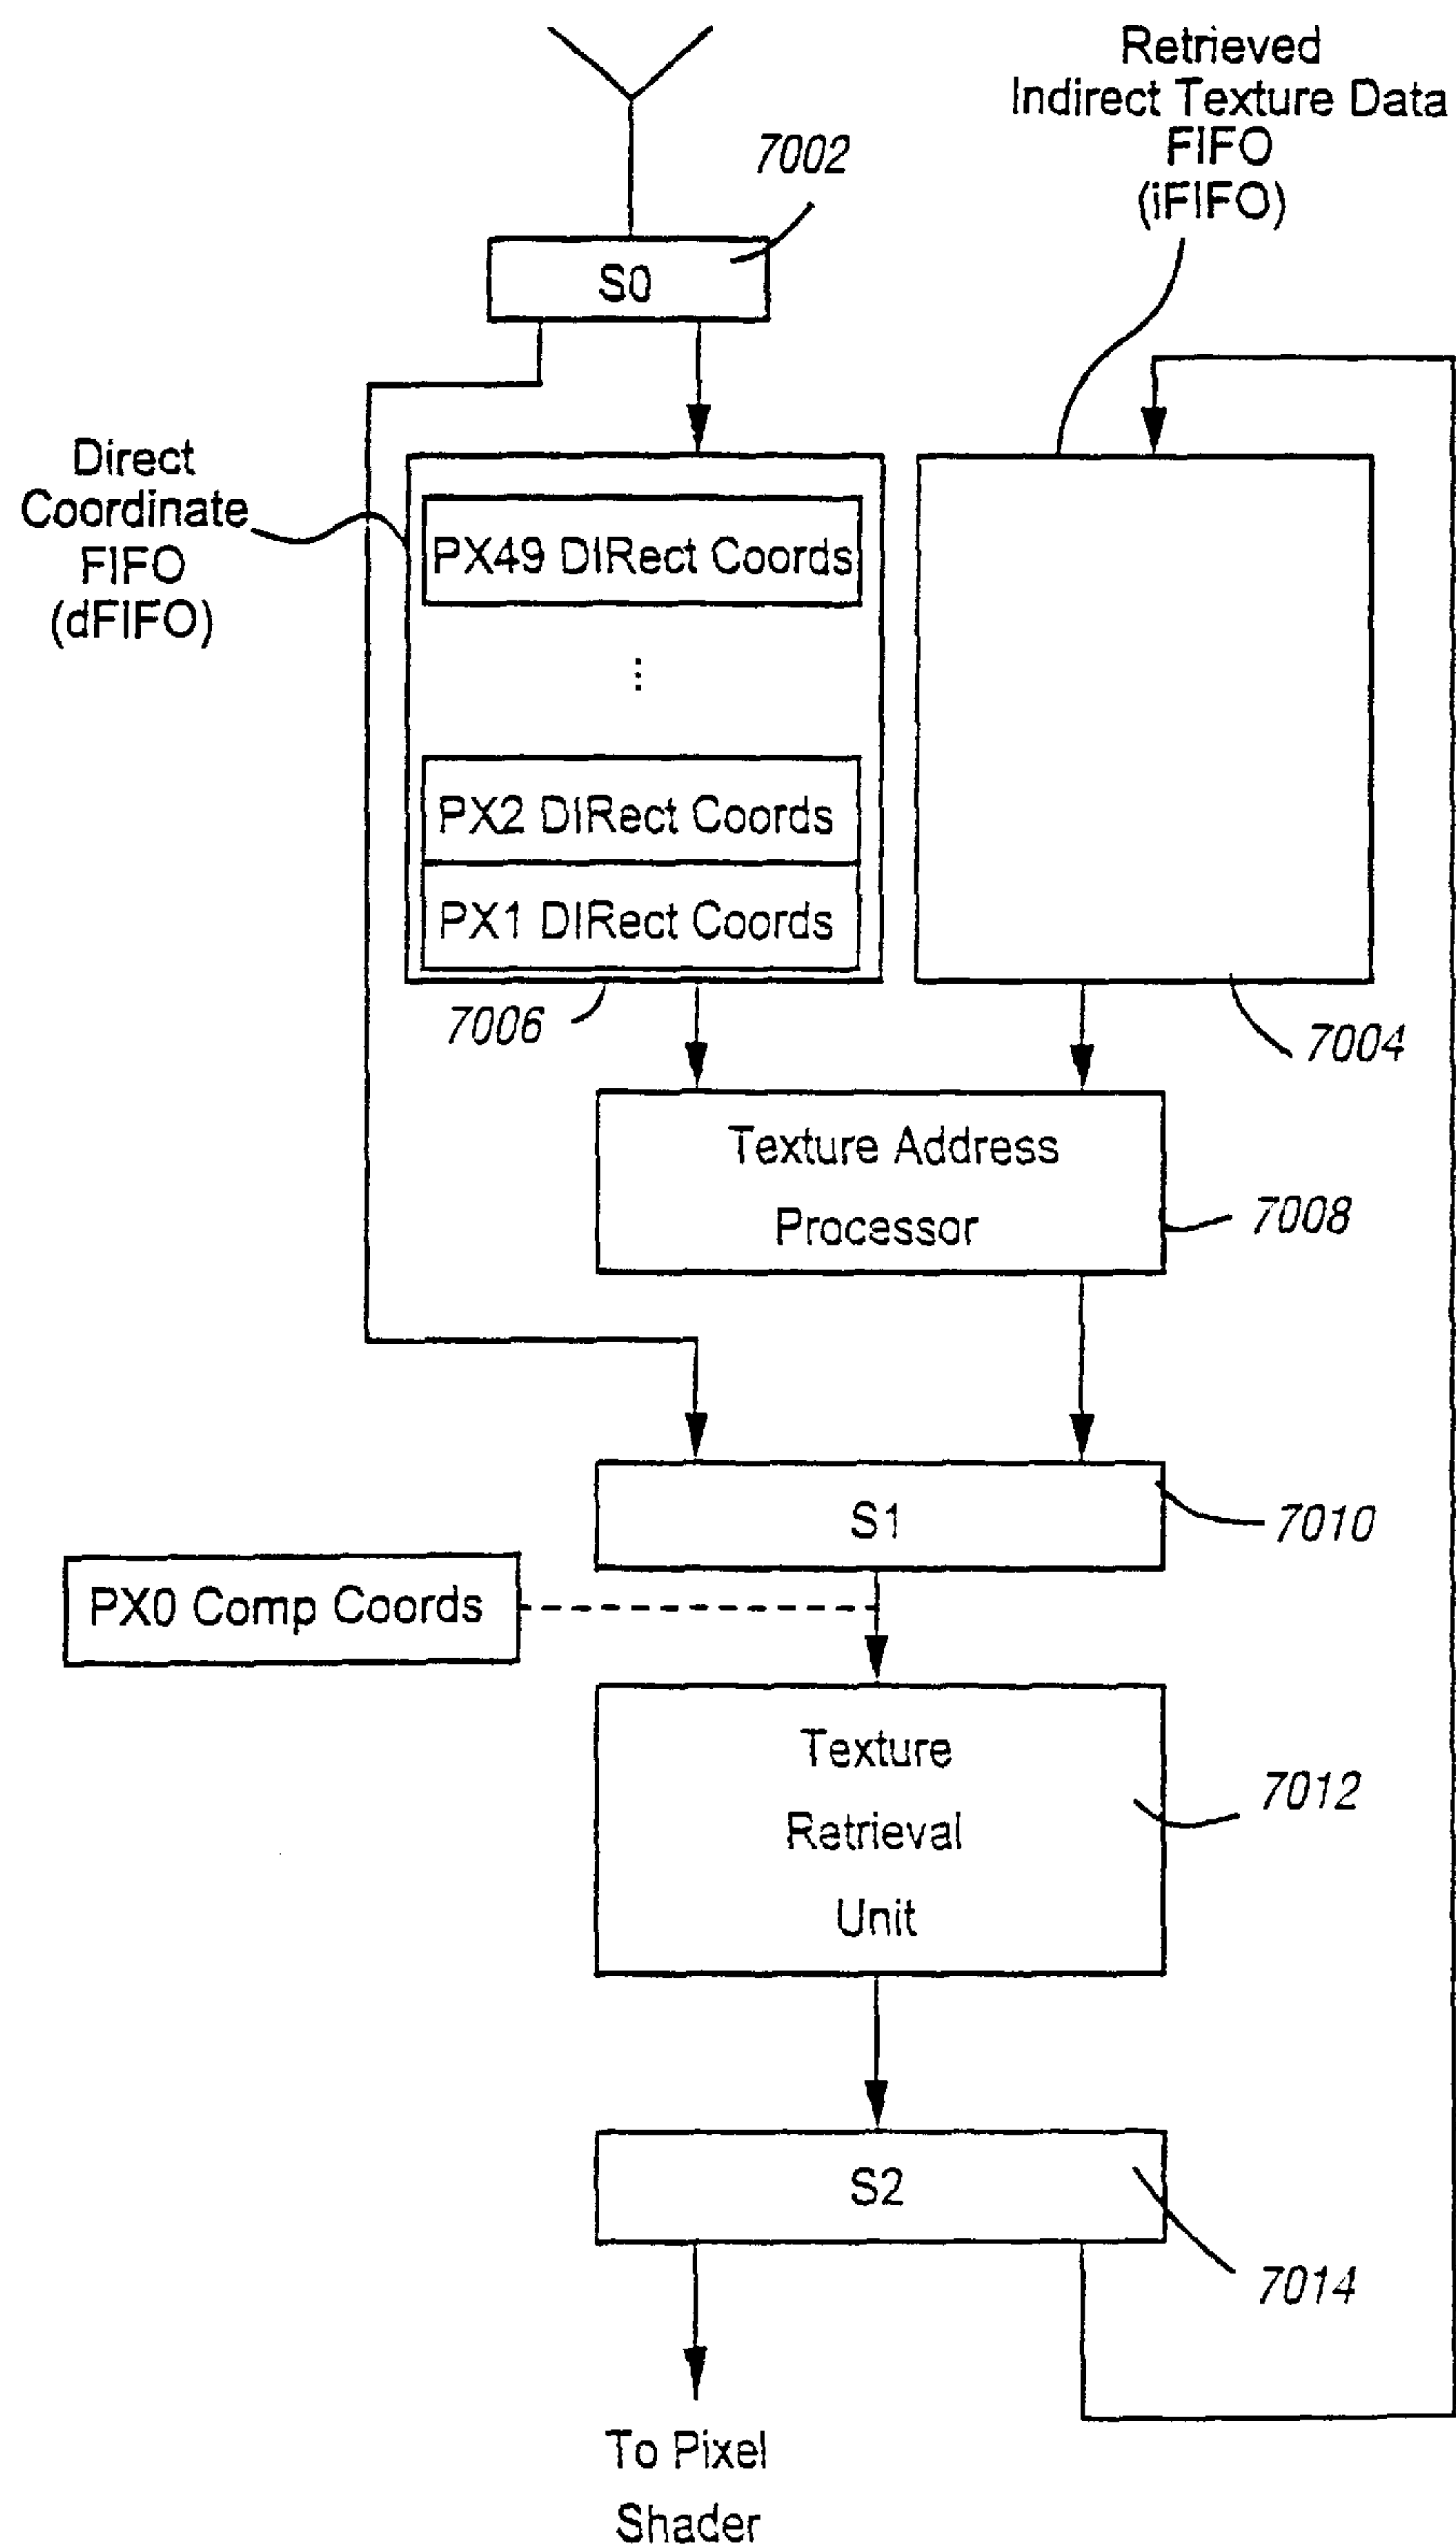 Retrieved
Indirect Texture Data
FIFO
(iFIFO)
7002
S0
Direct
Coordinate
FIFO
(dFIFO)
PX49 DIRect Coords
...
PX2 DIRect Coords
PX1 DIRect Coords
7006
7004
Texture Address
Processor
7008
S1
7010
PX0 Comp Coords
Texture
Retrieval
Unit
7012
S2
7014
To Pixel
Shader